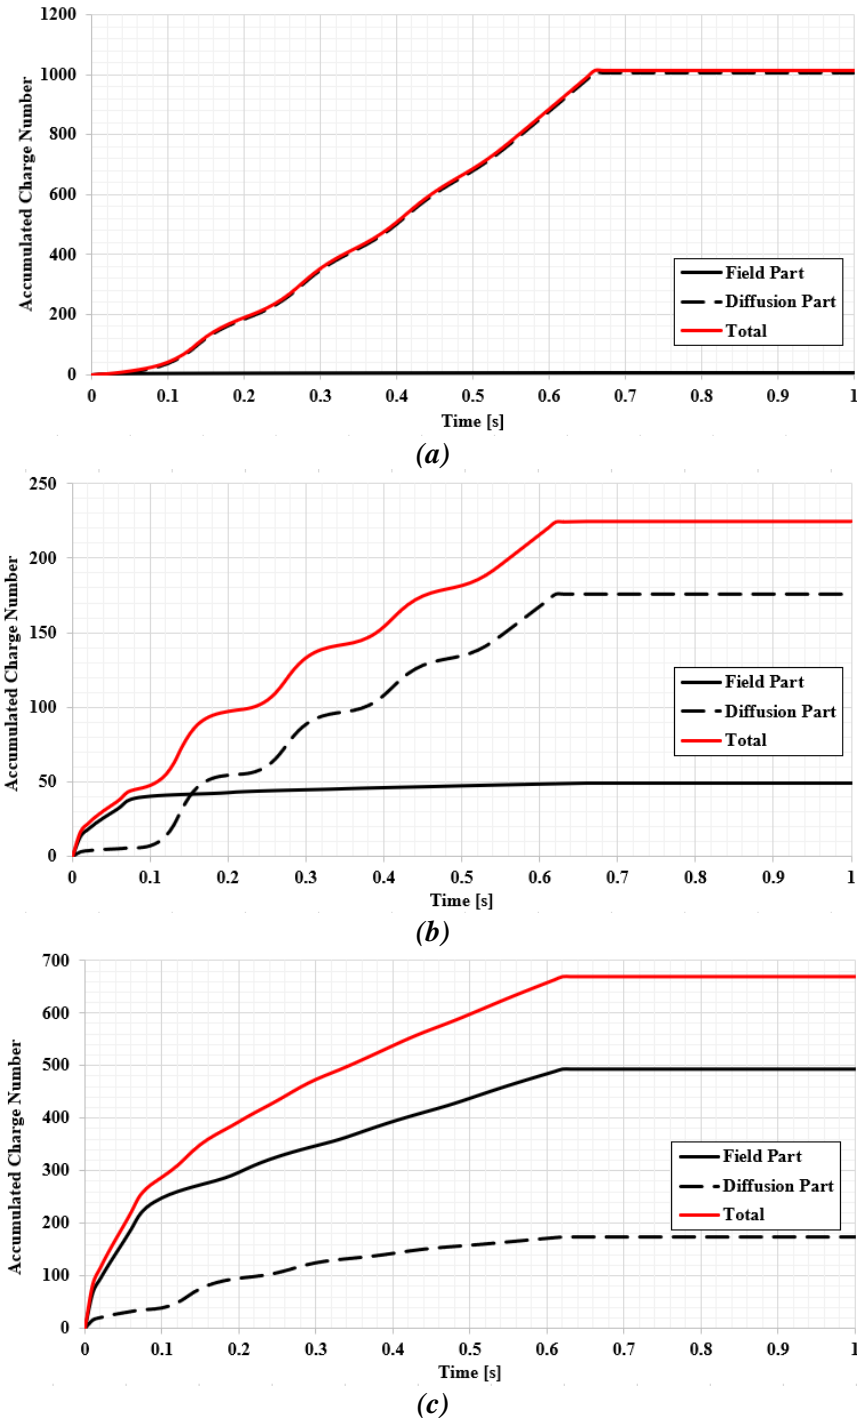 1200
1000
800
600
400
200
0
Accumulated Charge Number
Field Part
Diffusion Part
Total
0 0.1 0.2 0.3 0.4 0.5 0.6 0.7 0.8 0.9 1
Time [s]
(a)
250
200
150
100
50
0
Accumulated Charge Number
Field Part
Diffusion Part
Total
0 0.1 0.2 0.3 0.4 0.5 0.6 0.7 0.8 0.9 1
Time [s]
(b)
700
600
500
400
300
200
100
0
Accumulated Charge Number
Field Part
Diffusion Part
Total
0 0.1 0.2 0.3 0.4 0.5 0.6 0.7 0.8 0.9 1
Time [s]
(c)